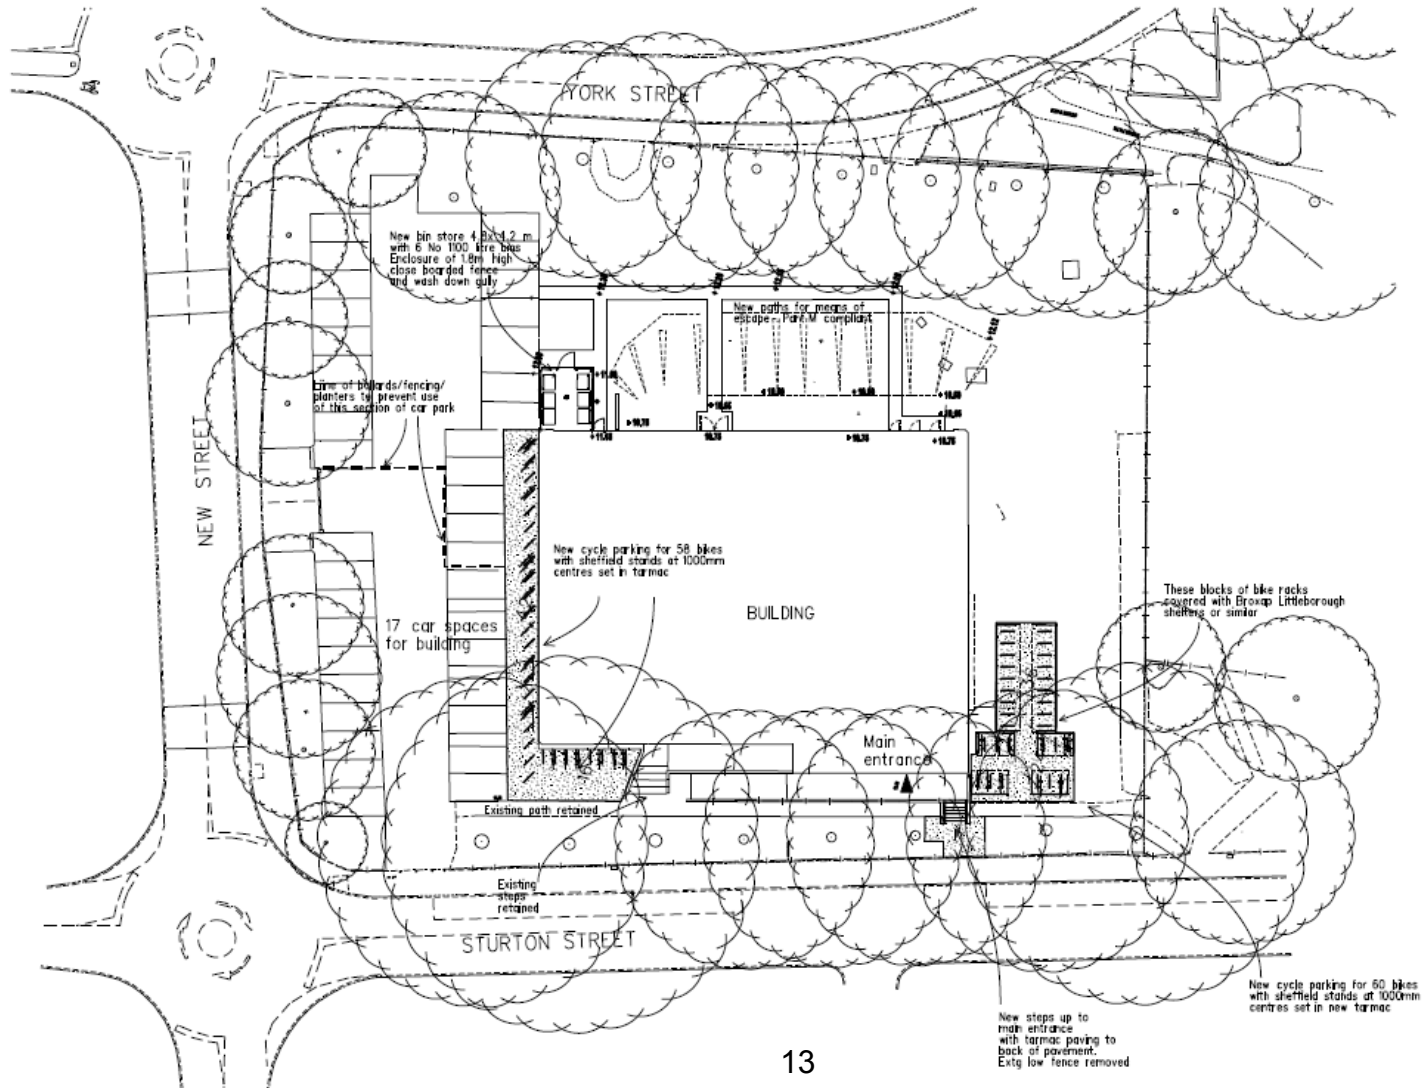 YORK STREET
New bin store 4.8x 4.2 m
with 6 No 1100 litre bins
Enclosure of 1.8m high
close boarded fence
and wash down gully
New paths for means of
escape - Part M compliant
Line of bollards/fencing/
planters to prevent use
of this section of car park
NEW STREET
New cycle parking for 58 bikes
with sheffield stands at 1000mm
centres set in tarmac
BUILDING
17 car spaces
for building
These blocks of bike racks
covered with Broxap Littleborough
shelters or similar
Main
entrance
Existing path retained
Existing
steps
retained
STURTON STREET
New cycle parking for 60 bikes
with sheffield stands at 1000mm
centres set in new tarmac
New steps up to
main entrance
with tarmac paving to
back of pavement.
Extg low fence removed
13